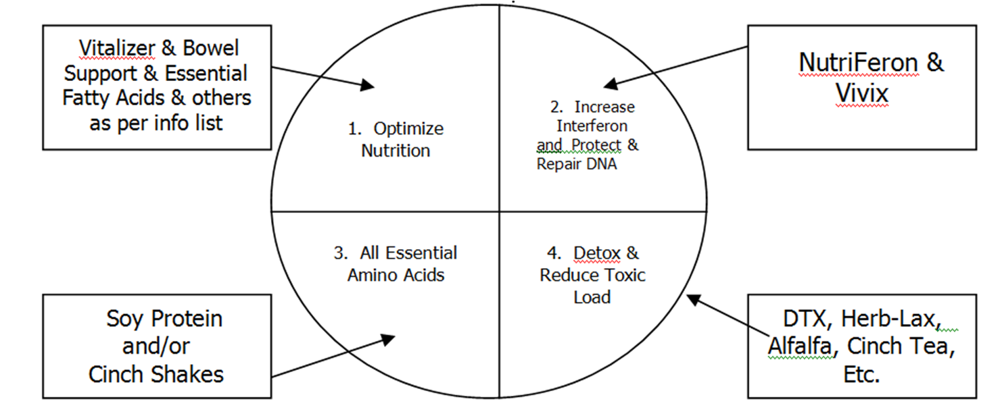 Vitalizer & Bowel
Support & Essential
Fatty Acids & others
as per info list
1. Optimize
Nutrition
2. Increase
Interferon
and Protect &
Repair DNA
NutriFeron &
Vivix
3. All Essential
Amino Acids
4. Detox &
Reduce Toxic
Load
Soy Protein
and/or
Cinch Shakes
DTX, Herb-Lax,
Alfalfa, Cinch Tea,
Etc.